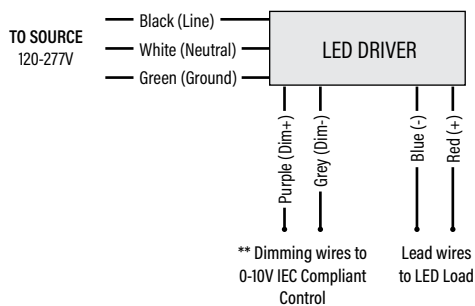 TO SOURCE
120-277V
Black (Line)
White (Neutral)
Green (Ground)
LED DRIVER
Purple (Dim+)
Grey (Dim-)
Blue (-)
Red (+)
** Dimming wires to
0-10V IEC Compliant
Control
Lead wires
to LED Load